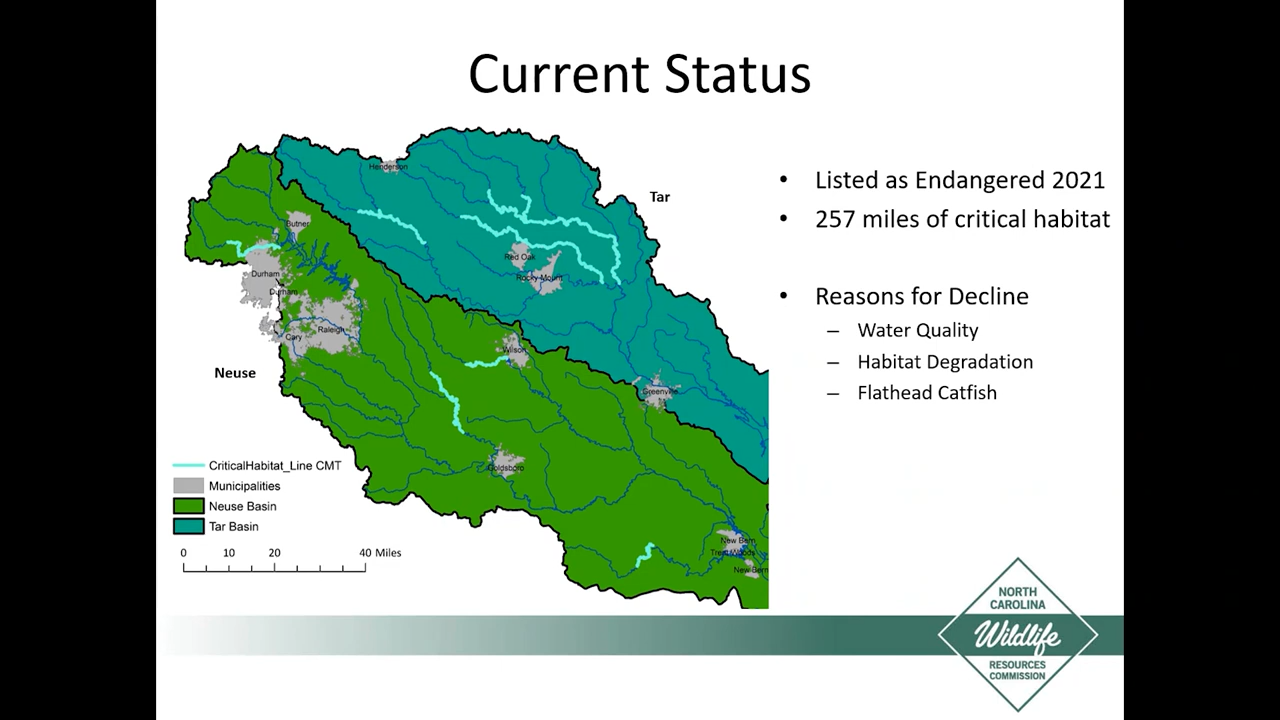 Current Status
Henderson
Tar
Butner
Red Oak
Rocky Mount
Durham
Durham
Raleigh
Cary
Wilson
Neuse
Greenville
Goldsboro
New Bern
Trent Woods
New Bern
CriticalHabitat_Line CMT
Municipalities
Neuse Basin
Tar Basin
0 10 20 40 Miles
• Listed as Endangered 2021
• 257 miles of critical habitat
• Reasons for Decline
– Water Quality
– Habitat Degradation
– Flathead Catfish
NORTH
CAROLINA
Wildlife
RESOURCES
COMMISSION